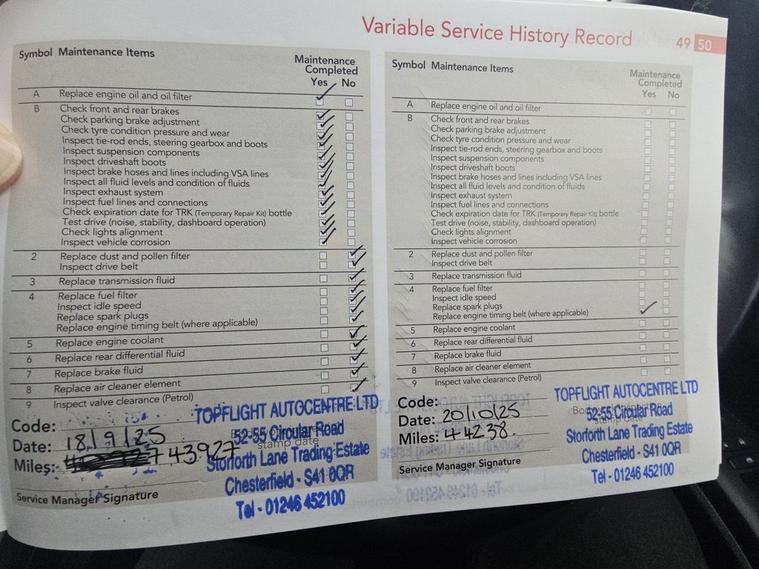 Variable Service History Record 49 50
Symbol Maintenance Items Maintenance Completed
Yes No
A Replace engine oil and oil filter
B Check front and rear brakes
Check parking brake adjustment
Check tyre condition pressure and wear
Inspect tie-rod ends, steering gearbox and boots
Inspect suspension components
Inspect driveshaft boots
Inspect brake hoses and lines including VSA lines
Inspect all fluid levels and condition of fluids
Inspect exhaust system
Inspect fuel lines and connections
Check expiration date for TRK (Temporary Repair Kit) bottle
Test drive (noise, stability, dashboard operation)
Check lights alignment
Inspect vehicle corrosion
2 Replace dust and pollen filter
Inspect drive belt
3 Replace transmission fluid
4 Replace fuel filter
Inspect idle speed
Replace spark plugs
Replace engine timing belt (where applicable)
5 Replace engine coolant
6 Replace rear differential fluid
7 Replace brake fluid
8 Replace air cleaner element
9 Inspect valve clearance (Petrol)
Code:
Date: 18/9/25
Miles: 43927
stamp date
Service Manager Signature
TOPFLIGHT AUTOCENTRE LTD
52-55 Circular Road
Storforth Lane Trading Estate
Chesterfield - S41 0QR
Tel - 01246 452100
Symbol Maintenance Items Maintenance Completed
Yes No
A Replace engine oil and oil filter
B Check front and rear brakes
Check parking brake adjustment
Check tyre condition pressure and wear
Inspect tie-rod ends, steering gearbox and boots
Inspect suspension components
Inspect driveshaft boots
Inspect brake hoses and lines including VSA lines
Inspect all fluid levels and condition of fluids
Inspect exhaust system
Inspect fuel lines and connections
Check expiration date for TRK (Temporary Repair Kit) bottle
Test drive (noise, stability, dashboard operation)
Check lights alignment
Inspect vehicle corrosion
2 Replace dust and pollen filter
Inspect drive belt
3 Replace transmission fluid
4 Replace fuel filter
Inspect idle speed
Replace spark plugs
Replace engine timing belt (where applicable)
5 Replace engine coolant
6 Replace rear differential fluid
7 Replace brake fluid
8 Replace air cleaner element
9 Inspect valve clearance (Petrol)
Code:
Date: 20/10/25
Miles: 44238.
Service Manager Signature
TOPFLIGHT AUTOCENTRE LTD
52-55 Circular Road
Storforth Lane Trading Estate
Chesterfield - S41 0QR
Tel - 01246 452100